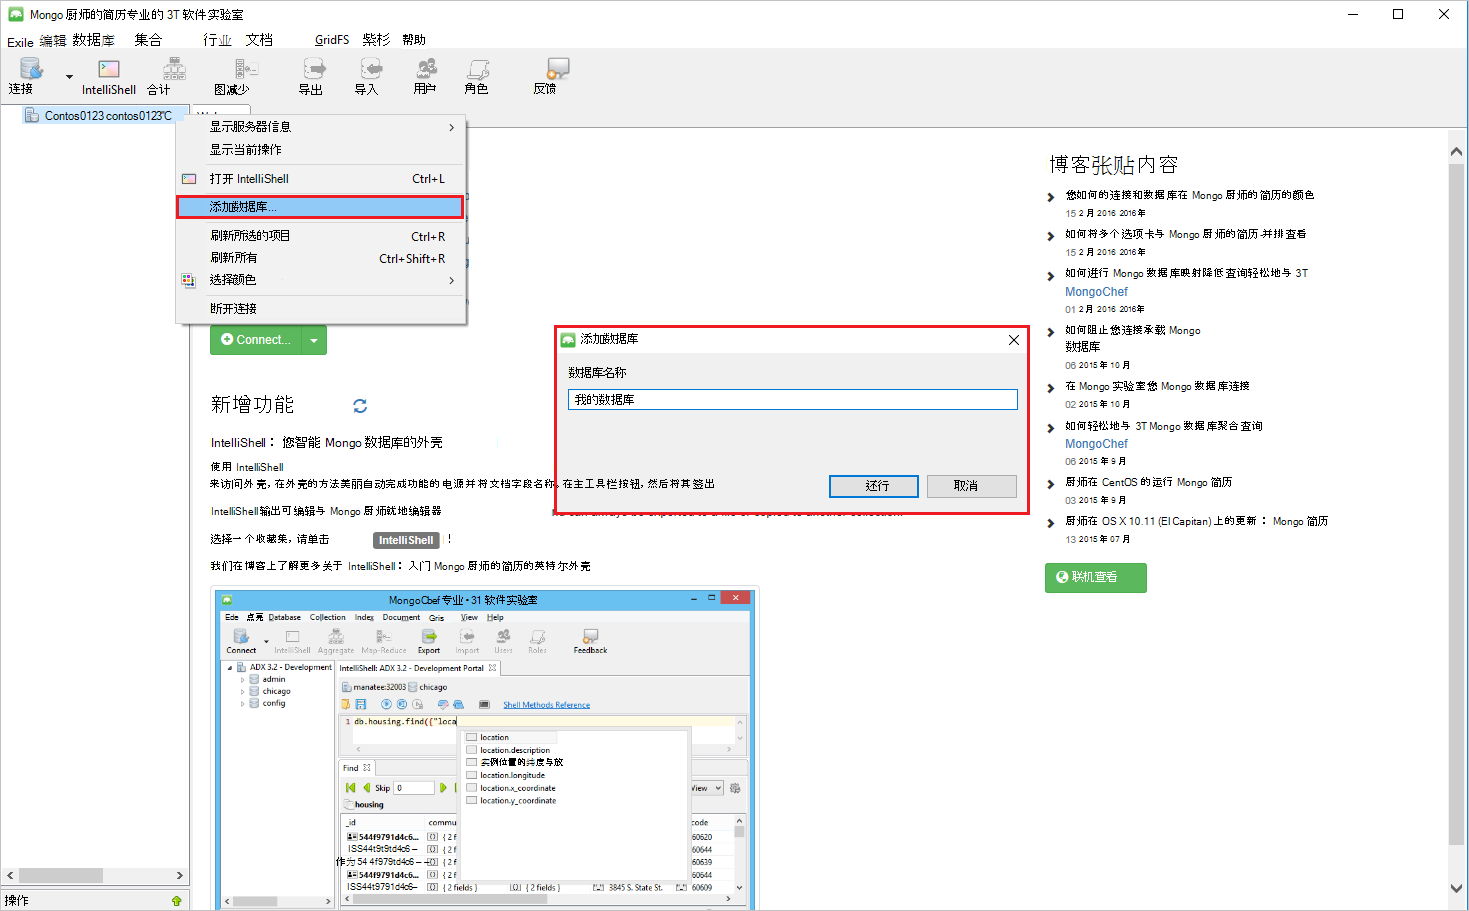 Mongo 厨师的简历专业的 3T 软件实验室
Exile 编辑 数据库 集合 行业 文档 GridFS 紫杉 帮助
连接 IntelliShell 合计 图减少 导出 导入 用户 角色 反馈
Contos0123 contos0123"C
显示服务器信息
显示当前操作
打开 IntelliShell Ctrl+L
添加数据库...
刷新所选的项目 Ctrl+R
刷新所有 Ctrl+Shift+R
选择颜色
断开连接
Connect...
新增功能
IntelliShell： 您智能 Mongo 数据库的外壳
使用 IntelliShell
来访问外壳, 在外壳的方法美丽自动完成功能的电源并将文档字段名称, 在主工具栏按钮, 然后将其签出
IntelliShell输出可编辑与 Mongo 厨师就地编辑器
选择一个收藏集，请单击 IntelliShell ！
我们在博客上了解更多关于 IntelliShell：入门 Mongo 厨师的简历的英特尔外壳
添加数据库
数据库名称
我的数据库
还行 取消
博客张贴内容
您如何的连接和数据库在 Mongo 厨师的简历的颜色
15 2 月 2016 2016年
如何将多个选项卡与 Mongo 厨师的简历-并排查看
15 2 月 2016 2016年
如何进行 Mongo 数据库映射降低查询轻松地与 3T
MongoChef
01 2 月 2016 2016年
如何阻止您连接承载 Mongo
数据库
06 2015 年 10 月
在 Mongo 实验室您 Mongo 数据库连接
02 2015 年 10 月
如何轻松地与 3T Mongo 数据库聚合查询
MongoChef
06 2015 年 9 月
厨师在 CentOS 的运行 Mongo 简历
03 2015 年 9 月
厨师在 OS X 10.11 (El Capitan) 上的更新： Mongo 简历
13 2015 年 07 月
联机查看
MongoCbef 专业 • 31 软件实验室
Ede 点亮 Database Collection Index Document Gris View Help
Connect IntelliShell Aggregate Map-Reduce Export Import Users Roles Feedback
ADX 3.2 - Development
admin
chicago
config
IntelliShell: ADX 3.2 - Development Portal
manatee:32003 chicago
Shell Methods Reference
1 db.housing.find({"loca
location
location.description
实例位置的纬度与放
location.longitude
location.x_coordinate
location.y_coordinate
Find
Skip 0 View
housing
_id commu code
544f9791d4c6... { 2 f 60620
ISS44t9t9td4c6 – { 2 f 60644
作为 54 4f979td4c6 – { 2 f 60639
544f9791d4c6... { 2 f 60644
ISS44t9791d4c6– { 2 fields } { 2 fields } 3845 S. State St. 60609
操作